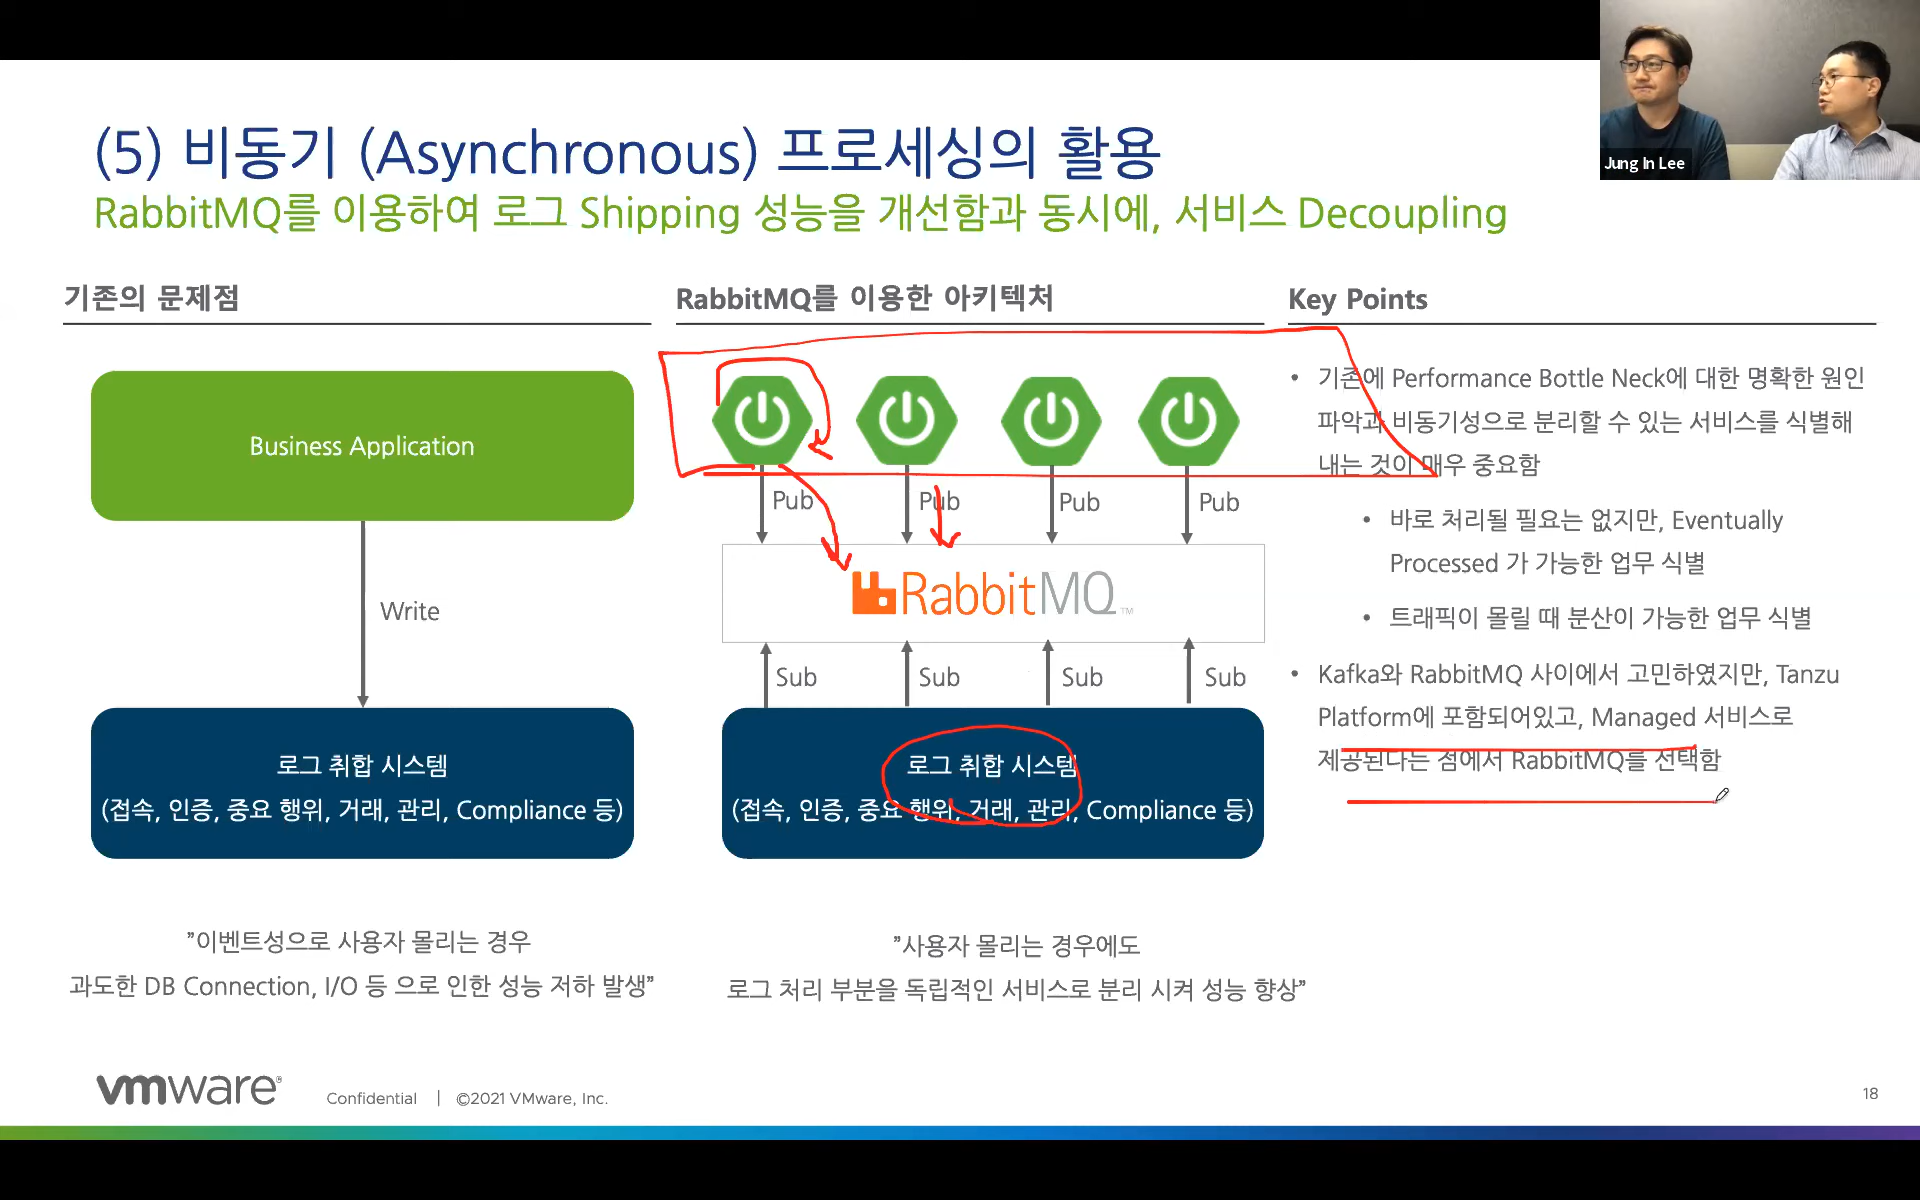 Jung In Lee
(5) 비동기 (Asynchronous) 프로세싱의 활용
RabbitMQ를 이용하여 로그 Shipping 성능을 개선함과 동시에, 서비스 Decoupling
기존의 문제점
Business Application
Write
로그 취합 시스템
(접속, 인증, 중요 행위, 거래, 관리, Compliance 등)
”이벤트성으로 사용자 몰리는 경우
과도한 DB Connection, I/O 등 으로 인한 성능 저하 발생”
RabbitMQ를 이용한 아키텍처
Pub
Pub
Pub
Pub
RabbitMQ™
Sub
Sub
Sub
Sub
로그 취합 시스템
(접속, 인증, 중요 행위, 거래, 관리, Compliance 등)
”사용자 몰리는 경우에도
로그 처리 부분을 독립적인 서비스로 분리 시켜 성능 향상”
Key Points
• 기존에 Performance Bottle Neck에 대한 명확한 원인
파악과 비동기성으로 분리할 수 있는 서비스를 식별해
내는 것이 매우 중요함
• 바로 처리될 필요는 없지만, Eventually
Processed 가 가능한 업무 식별
• 트래픽이 몰릴 때 분산이 가능한 업무 식별
• Kafka와 RabbitMQ 사이에서 고민하였지만, Tanzu
Platform에 포함되어있고, Managed 서비스로
제공된다는 점에서 RabbitMQ를 선택함
vmware®
Confidential | ©2021 VMware, Inc.
18